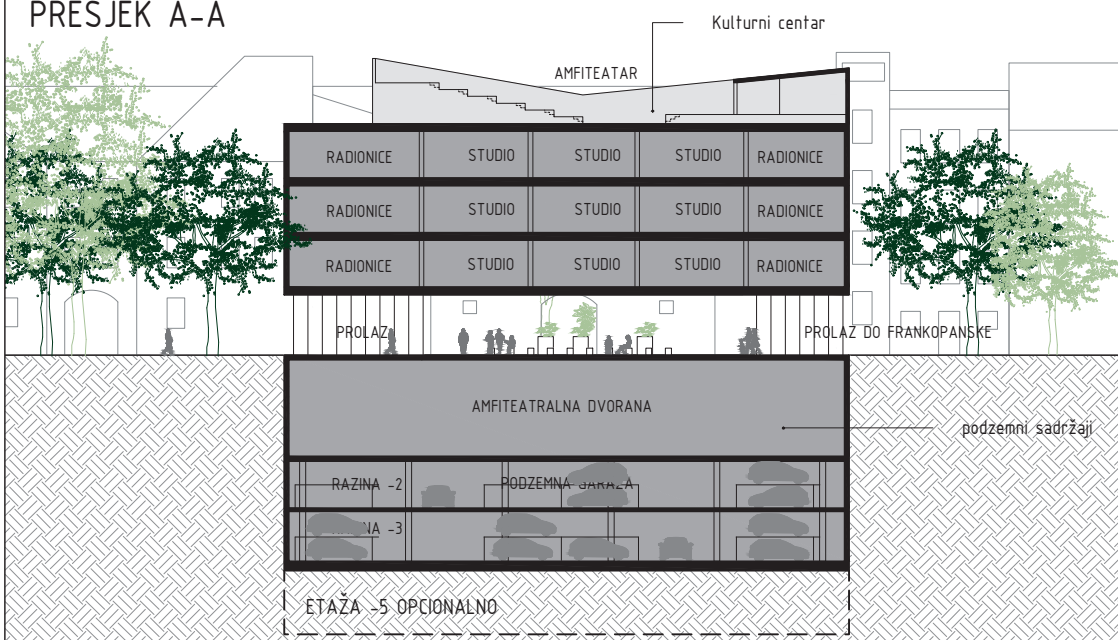 PRESJEK A-A
Kulturni centar
AMFITEATAR
RADIONICE STUDIO STUDIO STUDIO RADIONICE
RADIONICE STUDIO STUDIO STUDIO RADIONICE
RADIONICE STUDIO STUDIO STUDIO RADIONICE
PROLAZ PROLAZ DO FRANKOPANSKE
AMFITEATRALNA DVORANA
podzemni sadržaji
RAZINA -2 PODZEMNA GARAŽA
RAZINA -3
ETAŽA -5 OPCIONALNO